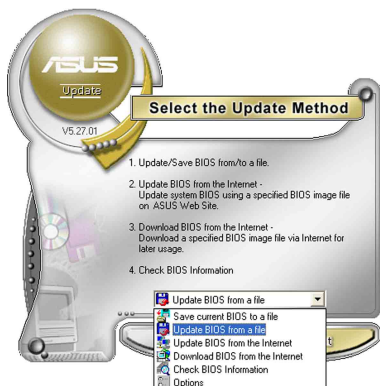 ASUS
Update
V5.27.01
Select the Update Method
1. Update/Save BIOS from/to a file.
2. Update BIOS from the Internet -
Update system BIOS using a specified BIOS image file
on ASUS Web Site.
3. Download BIOS from the Internet -
Download a specified BIOS image file via Internet for
later usage.
4. Check BIOS Information
Update BIOS from a file
Save current BIOS to a file
Update BIOS from a file
Update BIOS from the Internet
Download BIOS from the Internet
Check BIOS Information
Options